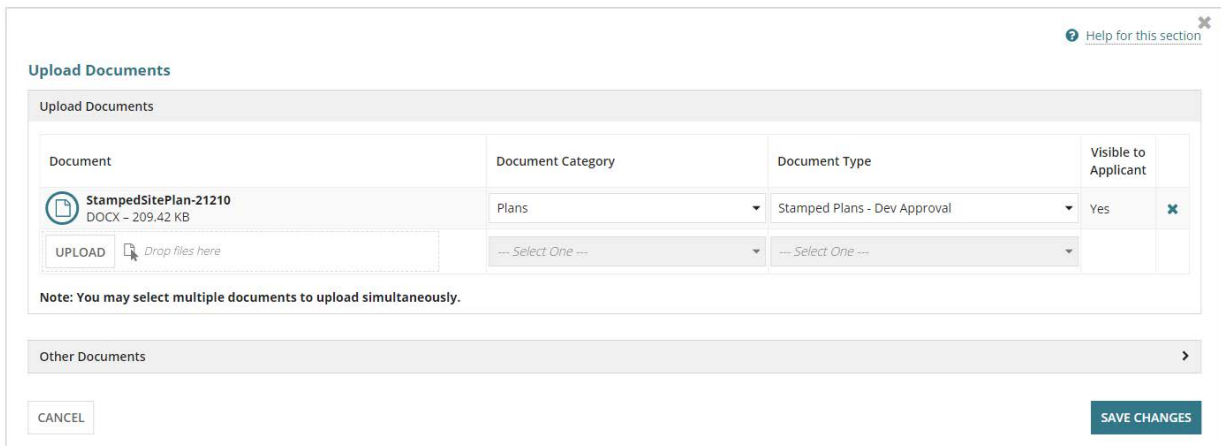 Help for this section
Upload Documents
Upload Documents
Document
Document Category
Document Type
Visible to
Applicant
StampedSitePlan-21210
DOCX – 209.42 KB
Plans
Stamped Plans - Dev Approval
Yes
UPLOAD
Drop files here
--- Select One ---
--- Select One ---
Note: You may select multiple documents to upload simultaneously.
Other Documents
CANCEL
SAVE CHANGES